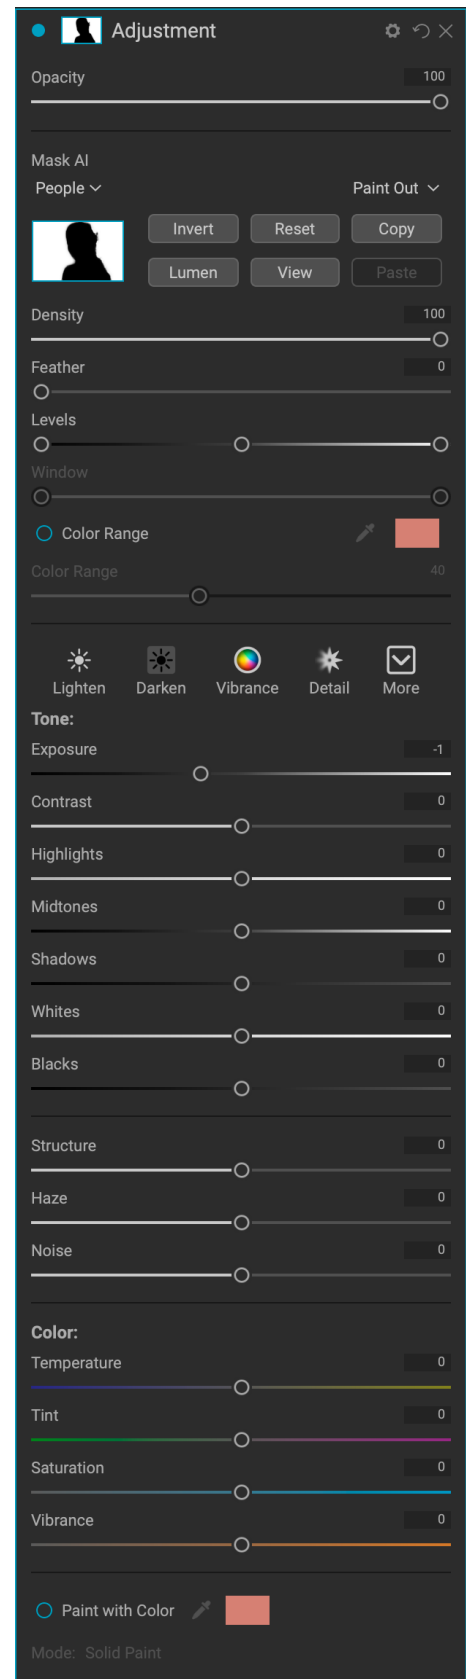 Adjustment
Opacity 100
Mask AI
People Paint Out
Invert Reset Copy
Lumen View Paste
Density 100
Feather 0
Levels
Window
Color Range
Color Range 40
Lighten Darken Vibrance Detail More
Tone:
Exposure -1
Contrast 0
Highlights 0
Midtones 0
Shadows 0
Whites 0
Blacks 0
Structure 0
Haze 0
Noise 0
Color:
Temperature 0
Tint 0
Saturation 0
Vibrance 0
Paint with Color
Mode: Solid Paint